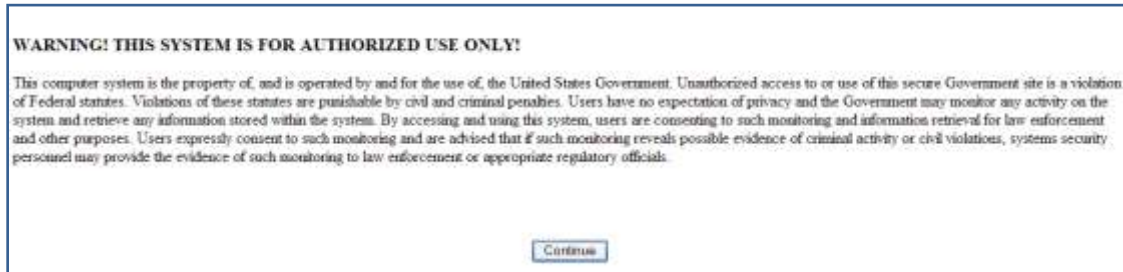 WARNING! THIS SYSTEM IS FOR AUTHORIZED USE ONLY!
This computer system is the property of, and is operated by and for the use of, the United States Government. Unauthorized access to or use of this secure Government site is a violation
of Federal statutes. Violations of these statutes are punishable by civil and criminal penalties. Users have no expectation of privacy and the Government may monitor any activity on the
system and retrieve any information stored within the system. By accessing and using this system, users are consenting to such monitoring and information retrieval for law enforcement
and other purposes. Users expressly consent to such monitoring and are advised that if such monitoring reveals possible evidence of criminal activity or civil violations, systems security
personnel may provide the evidence of such monitoring to law enforcement or appropriate regulatory officials.
Continue